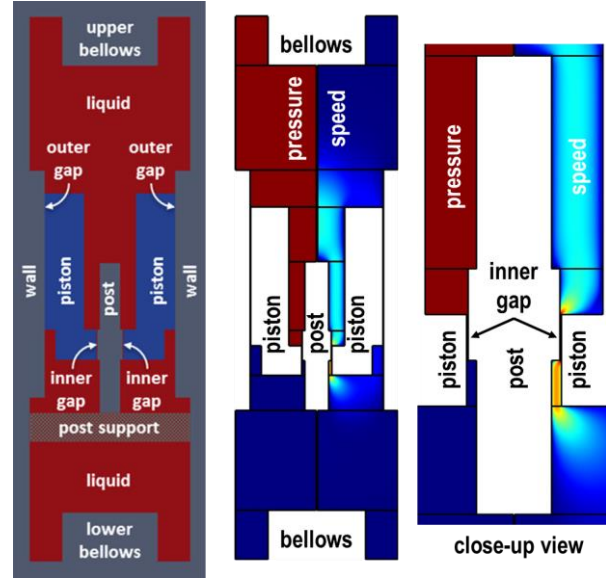 upper
bellows
liquid
outer
gap
outer
gap
wall
piston
post
piston
wall
inner
gap
inner
gap
post support
liquid
lower
bellows
bellows
pressure
speed
piston
post
piston
bellows
pressure
speed
inner
gap
piston
post
piston
close-up view